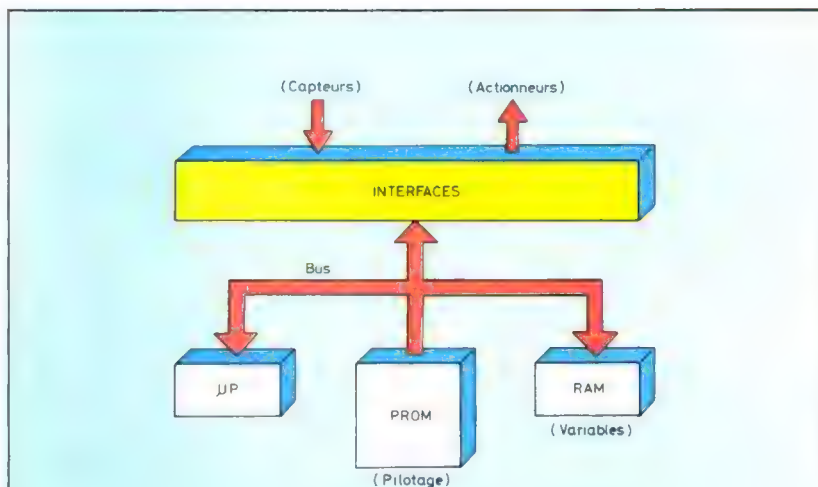 (Capteurs) (Actionneurs)
INTERFACES
Bus
µP
PROM
RAM
(Variables)
(Pilotage)